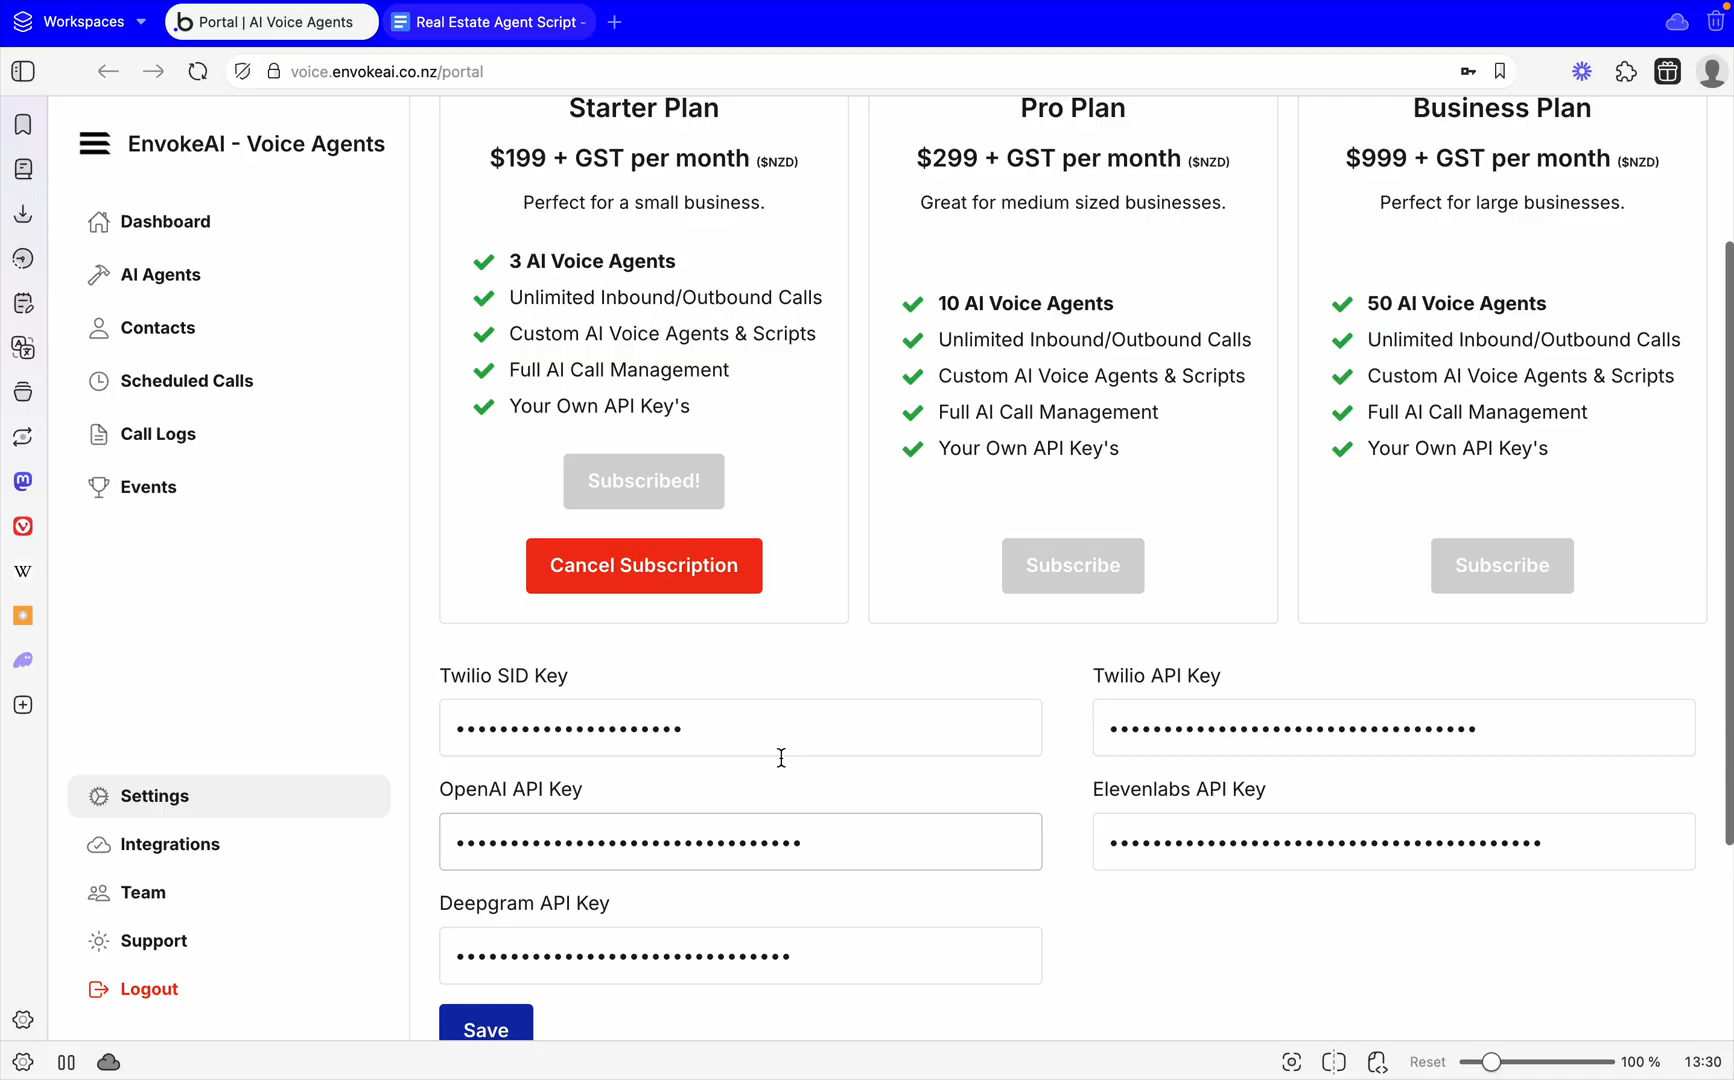 Workspaces
Portal | AI Voice Agents
Real Estate Agent Script -
voice.envokeai.co.nz/portal
EnvokeAI - Voice Agents
Dashboard
AI Agents
Contacts
Scheduled Calls
Call Logs
Events
Settings
Integrations
Team
Support
Logout
Starter Plan
$199 + GST per month ($NZD)
Perfect for a small business.
3 AI Voice Agents
Unlimited Inbound/Outbound Calls
Custom AI Voice Agents & Scripts
Full AI Call Management
Your Own API Key's
Subscribed!
Cancel Subscription
Pro Plan
$299 + GST per month ($NZD)
Great for medium sized businesses.
10 AI Voice Agents
Unlimited Inbound/Outbound Calls
Custom AI Voice Agents & Scripts
Full AI Call Management
Your Own API Key's
Subscribe
Business Plan
$999 + GST per month ($NZD)
Perfect for large businesses.
50 AI Voice Agents
Unlimited Inbound/Outbound Calls
Custom AI Voice Agents & Scripts
Full AI Call Management
Your Own API Key's
Subscribe
Twilio SID Key
Twilio API Key
OpenAI API Key
Elevenlabs API Key
Deepgram API Key
Save
Reset
100 %
13:30